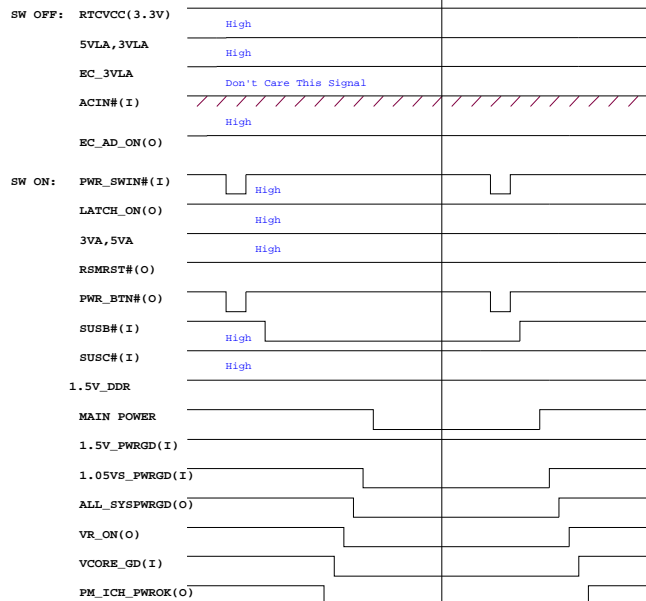 SW OFF: RTCVCC(3.3V)
High
5VLA,3VLA
High
EC_3VLA
Don't Care This Signal
ACIN#(I)
High
EC_AD_ON(O)
SW ON: PWR_SWIN#(I)
High
LATCH_ON(O)
High
3VA,5VA
High
RSMRST#(O)
PWR_BTN#(O)
SUSB#(I)
High
SUSC#(I)
High
1.5V_DDR
MAIN POWER
1.5V_PWRGD(I)
1.05VS_PWRGD(I)
ALL_SYSPWRGD(O)
VR_ON(O)
VCORE_GD(I)
PM_ICH_PWROK(O)